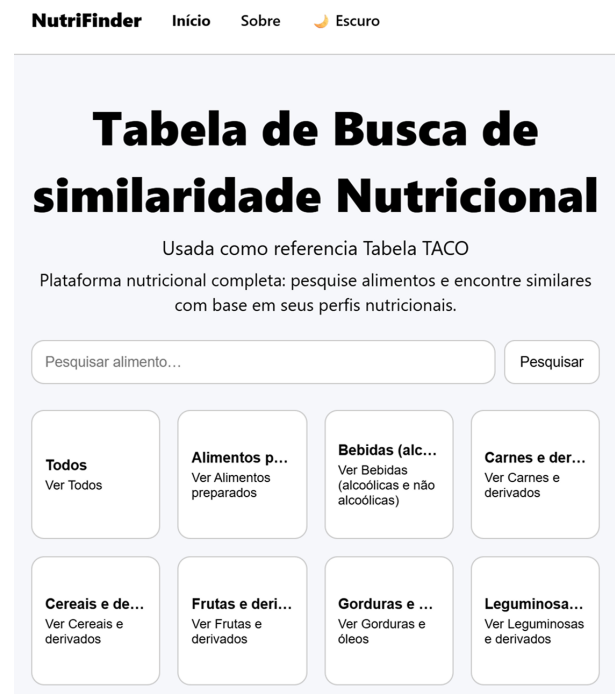 NutriFinder Início Sobre 🌙 Escuro
Tabela de Busca de
similaridade Nutricional
Usada como referencia Tabela TACO
Plataforma nutricional completa: pesquise alimentos e encontre similares
com base em seus perfis nutricionais.
Pesquisar alimento… Pesquisar
Todos
Ver Todos
Alimentos p…
Ver Alimentos
preparados
Bebidas (alc…
Ver Bebidas
(alcoólicas e não
alcoólicas)
Carnes e der…
Ver Carnes e
derivados
Cereais e de…
Ver Cereais e
derivados
Frutas e deri…
Ver Frutas e
derivados
Gorduras e …
Ver Gorduras e
óleos
Leguminosa…
Ver Leguminosas
e derivados